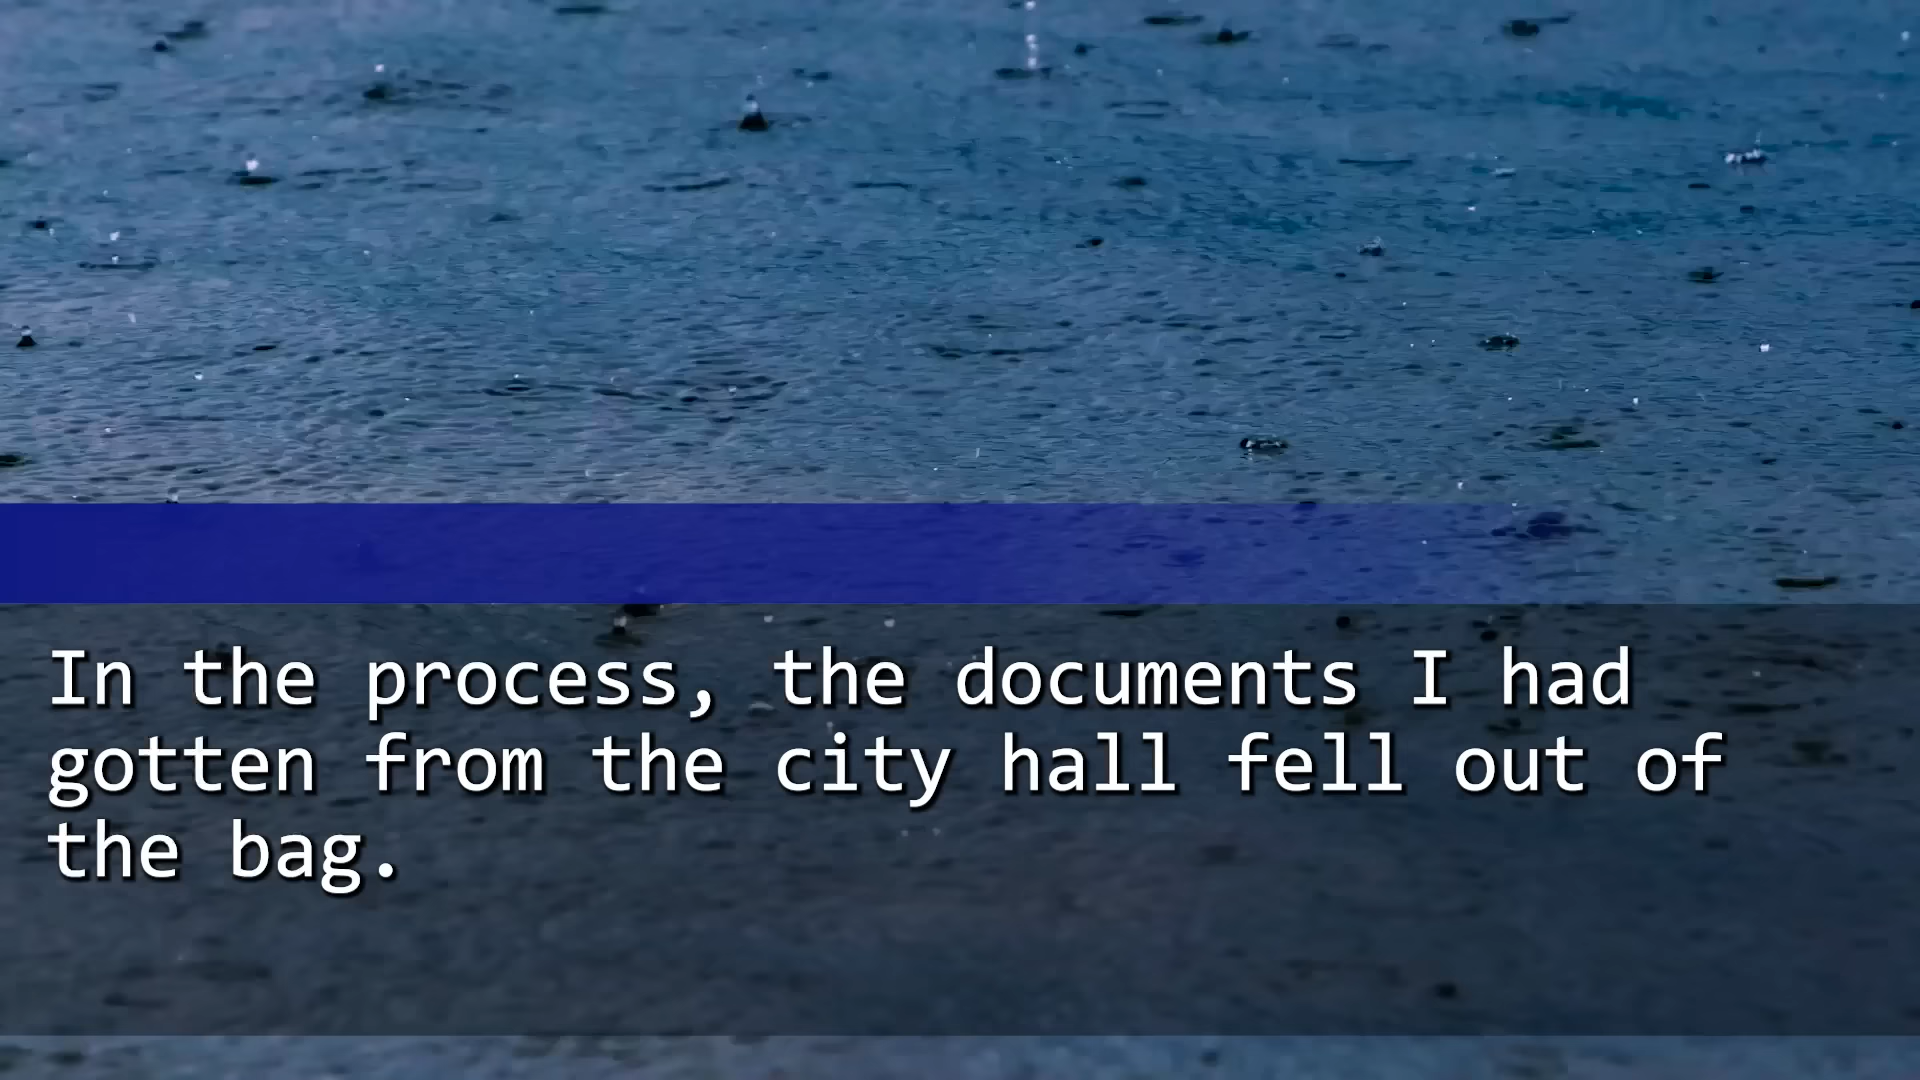 In the process, the documents I had
gotten from the city hall fell out of
the bag.